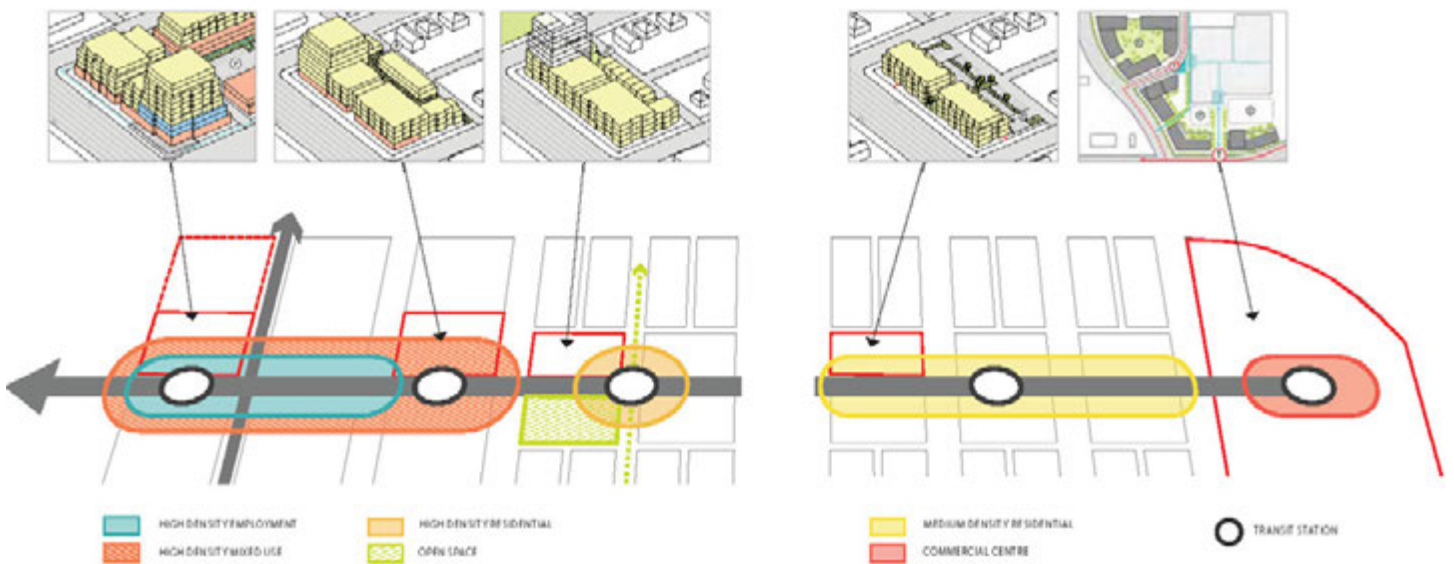 HIGH DENSITY EMPLOYMENT
HIGH DENSITY MIXED USE
HIGH DENSITY RESIDENTIAL
OPEN SPACE
MEDIUM DENSITY RESIDENTIAL
COMMERCIAL CENTRE
TRANSIT STATION